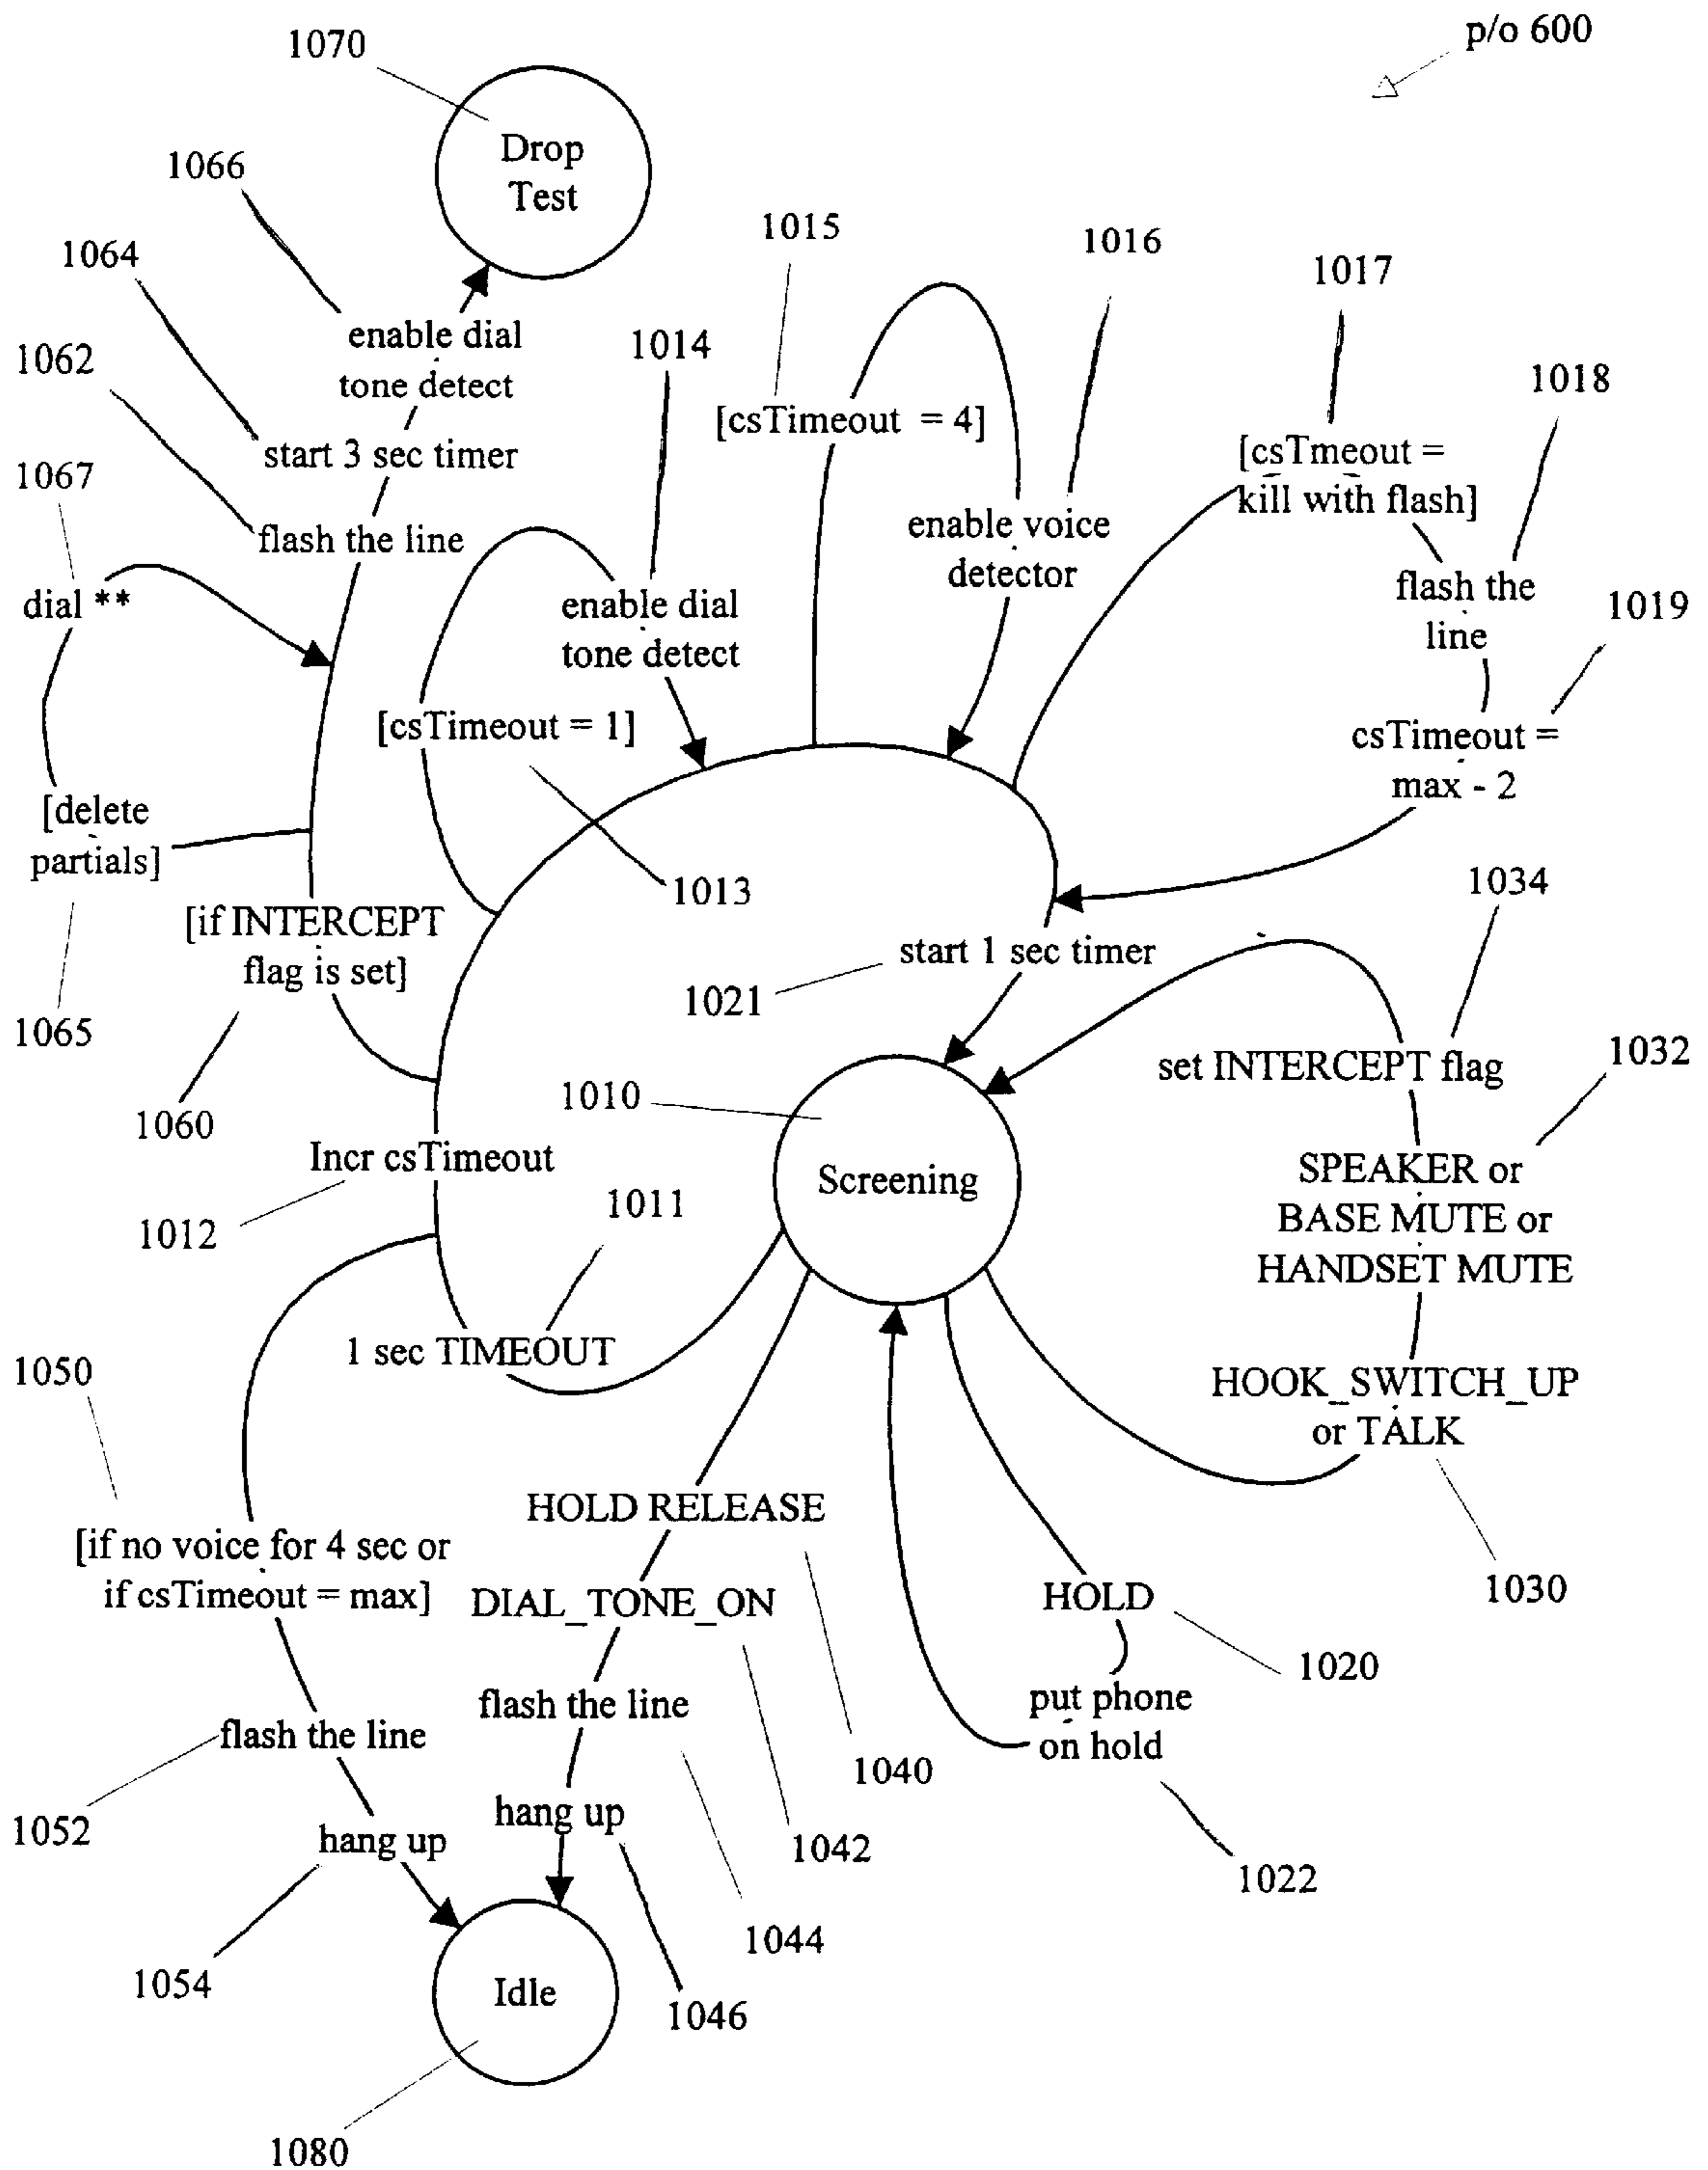 p/o 600
1070
Drop
Test
1066
1064
1062
1067
enable dial
tone detect
start 3 sec timer
flash the line
dial **
1015
1016
1017
1018
1014
[csTimeout = 4]
[csTmeout =
kill with flash]
enable voice
detector
flash the
line
1019
enable dial
tone detect
[csTimeout = 1]
csTimeout =
max - 2
[delete
partials]
1013
1034
[if INTERCEPT
flag is set]
start 1 sec timer
1021
1065
1060
1010
set INTERCEPT flag
1032
Incr csTimeout
1012
1011
Screening
SPEAKER or
BASE MUTE or
HANDSET MUTE
1 sec TIMEOUT
1050
HOOK_SWITCH_UP
or TALK
HOLD RELEASE
[if no voice for 4 sec or
if csTimeout = max]
DIAL_TONE_ON
HOLD
1030
1020
flash the line
put phone
on hold
flash the line
1052
1040
hang up
1042
hang up
1022
1054
1044
Idle
1046
1080